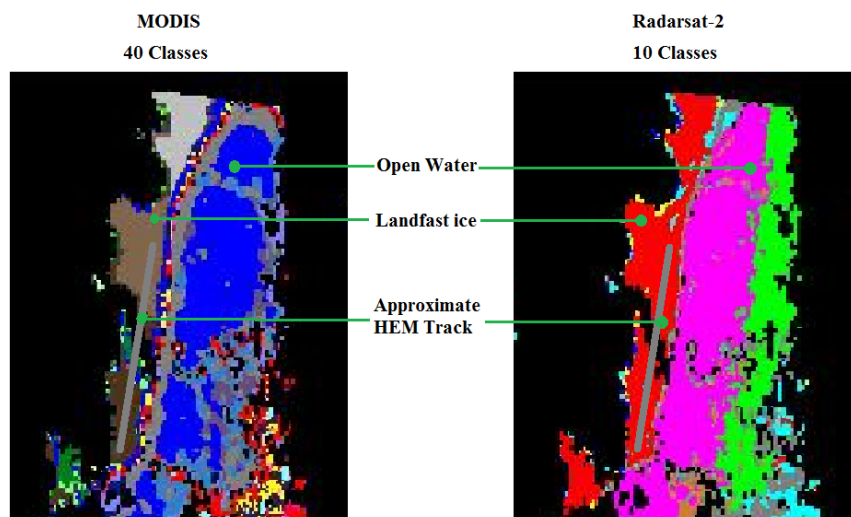 MODIS
40 Classes
Radarsat-2
10 Classes
Open Water
Landfast ice
Approximate
HEM Track